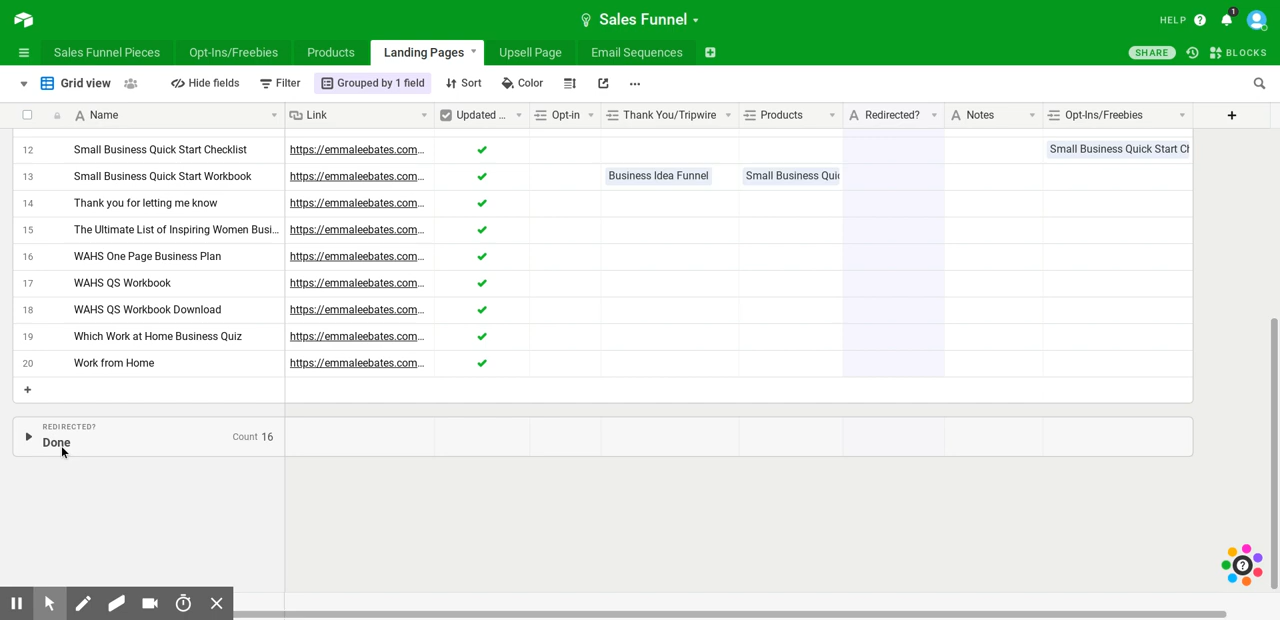 Sales Funnel
HELP
1
Sales Funnel Pieces Opt-Ins/Freebies Products Landing Pages Upsell Page Email Sequences SHARE BLOCKS
Grid view Hide fields Filter Grouped by 1 field Sort Color
Name Link Updated ... Opt-in Thank You/Tripwire Products Redirected? Notes Opt-Ins/Freebies
12 Small Business Quick Start Checklist https://emmaleebates.com... Small Business Quick Start Ch
13 Small Business Quick Start Workbook https://emmaleebates.com... Business Idea Funnel Small Business Quic
14 Thank you for letting me know https://emmaleebates.com...
15 The Ultimate List of Inspiring Women Busi... https://emmaleebates.com...
16 WAHS One Page Business Plan https://emmaleebates.com...
17 WAHS QS Workbook https://emmaleebates.com...
18 WAHS QS Workbook Download https://emmaleebates.com...
19 Which Work at Home Business Quiz https://emmaleebates.com...
20 Work from Home https://emmaleebates.com...
REDIRECTED?
Done Count 16